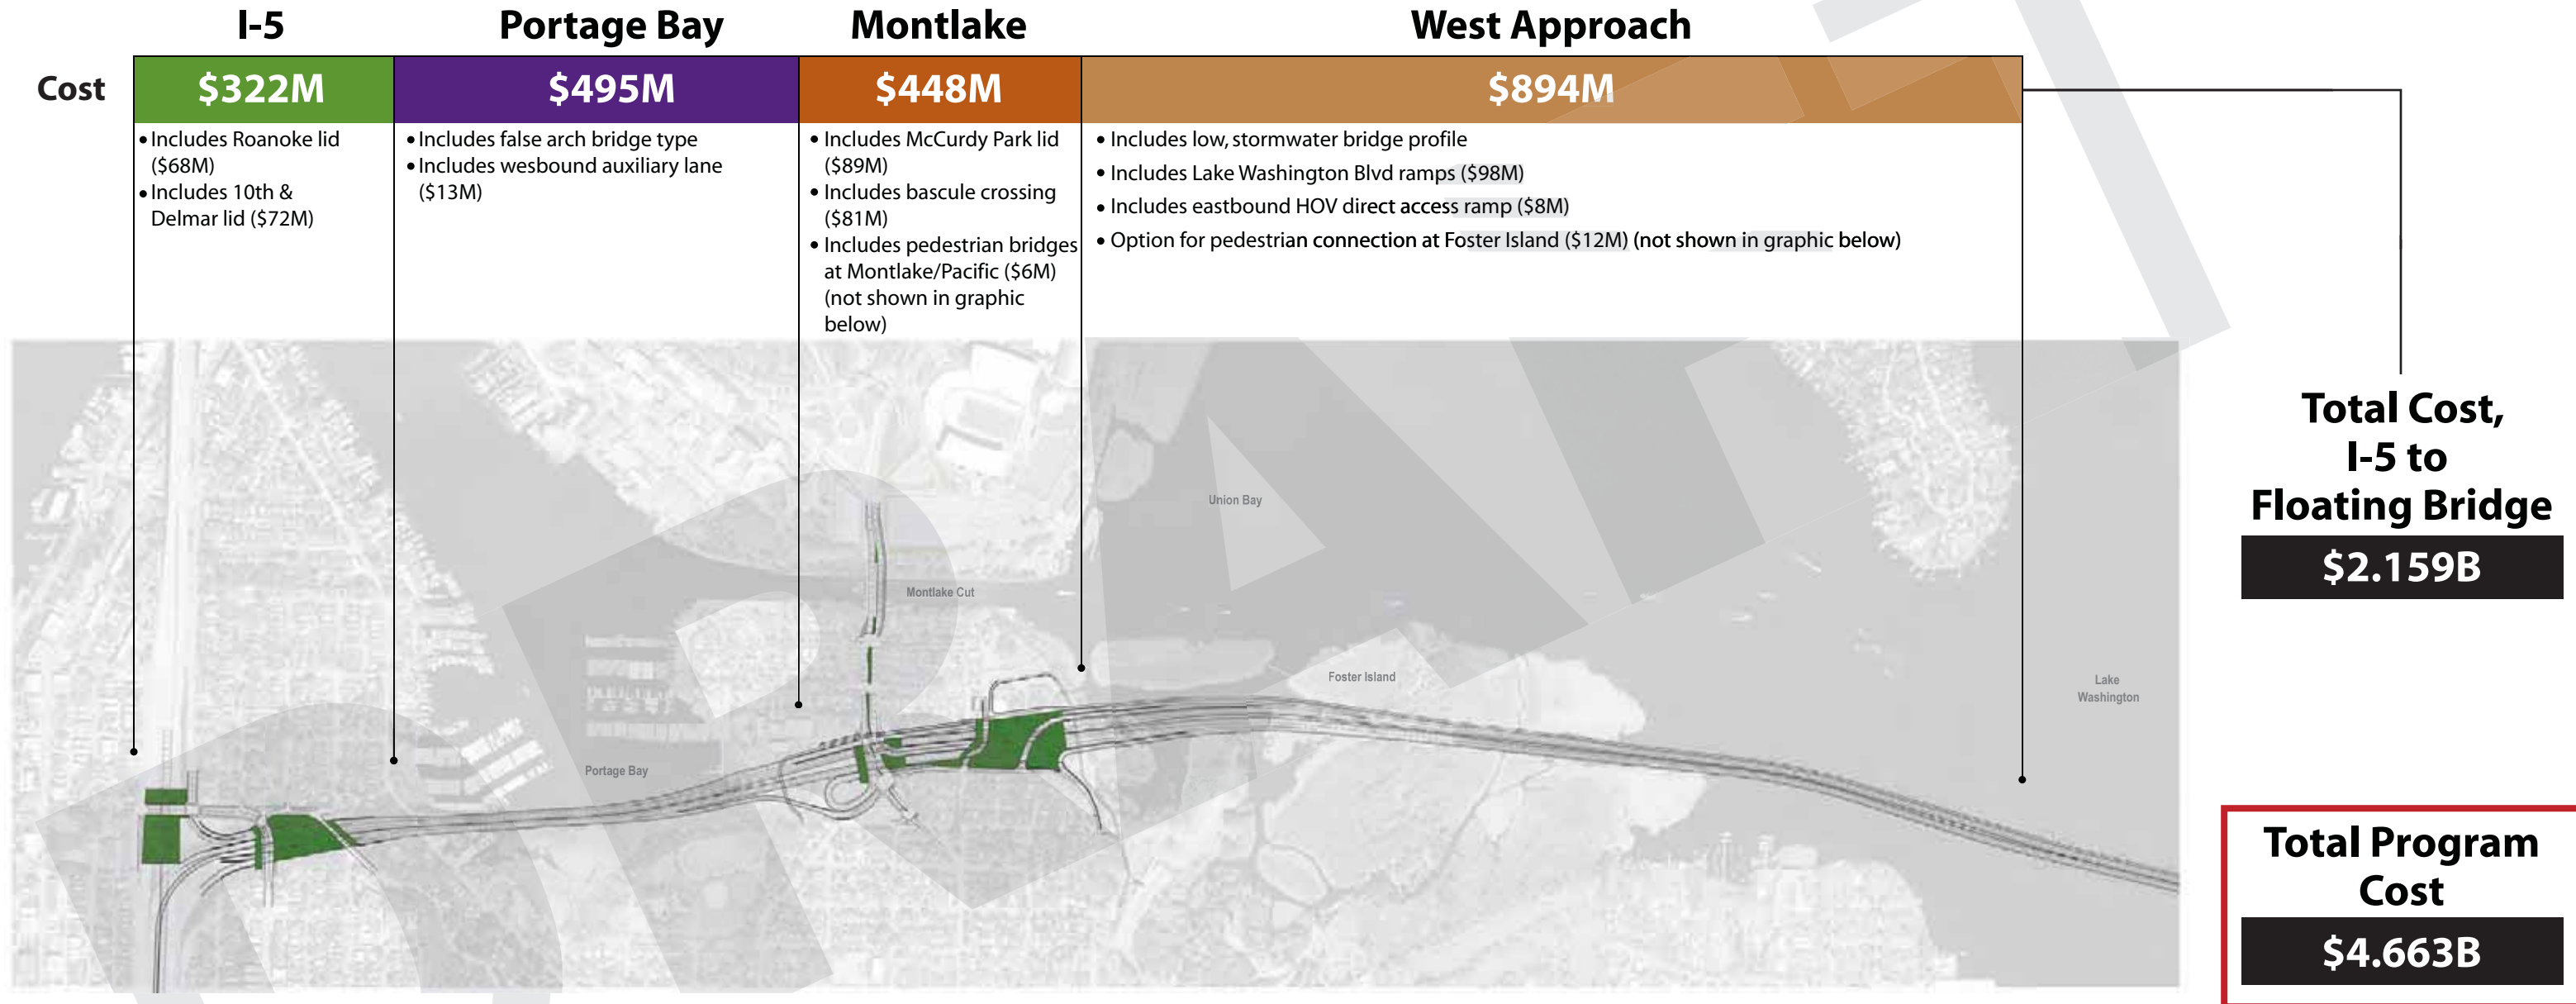 I-5
Portage Bay
Montlake
West Approach
Cost
$322M
$495M
$448M
$894M
• Includes Roanoke lid
($68M)
• Includes 10th &
Delmar lid ($72M)
• Includes false arch bridge type
• Includes wesbound auxiliary lane
($13M)
• Includes McCurdy Park lid
($89M)
• Includes bascule crossing
($81M)
• Includes pedestrian bridges
at Montlake/Pacific ($6M)
(not shown in graphic
below)
• Includes low, stormwater bridge profile
• Includes Lake Washington Blvd ramps ($98M)
• Includes eastbound HOV direct access ramp ($8M)
• Option for pedestrian connection at Foster Island ($12M) (not shown in graphic below)
Total Cost,
I-5 to
Floating Bridge
$2.159B
Total Program
Cost
$4.663B
Union Bay
Montlake Cut
Foster Island
Lake
Washington
Portage Bay
DRAFT